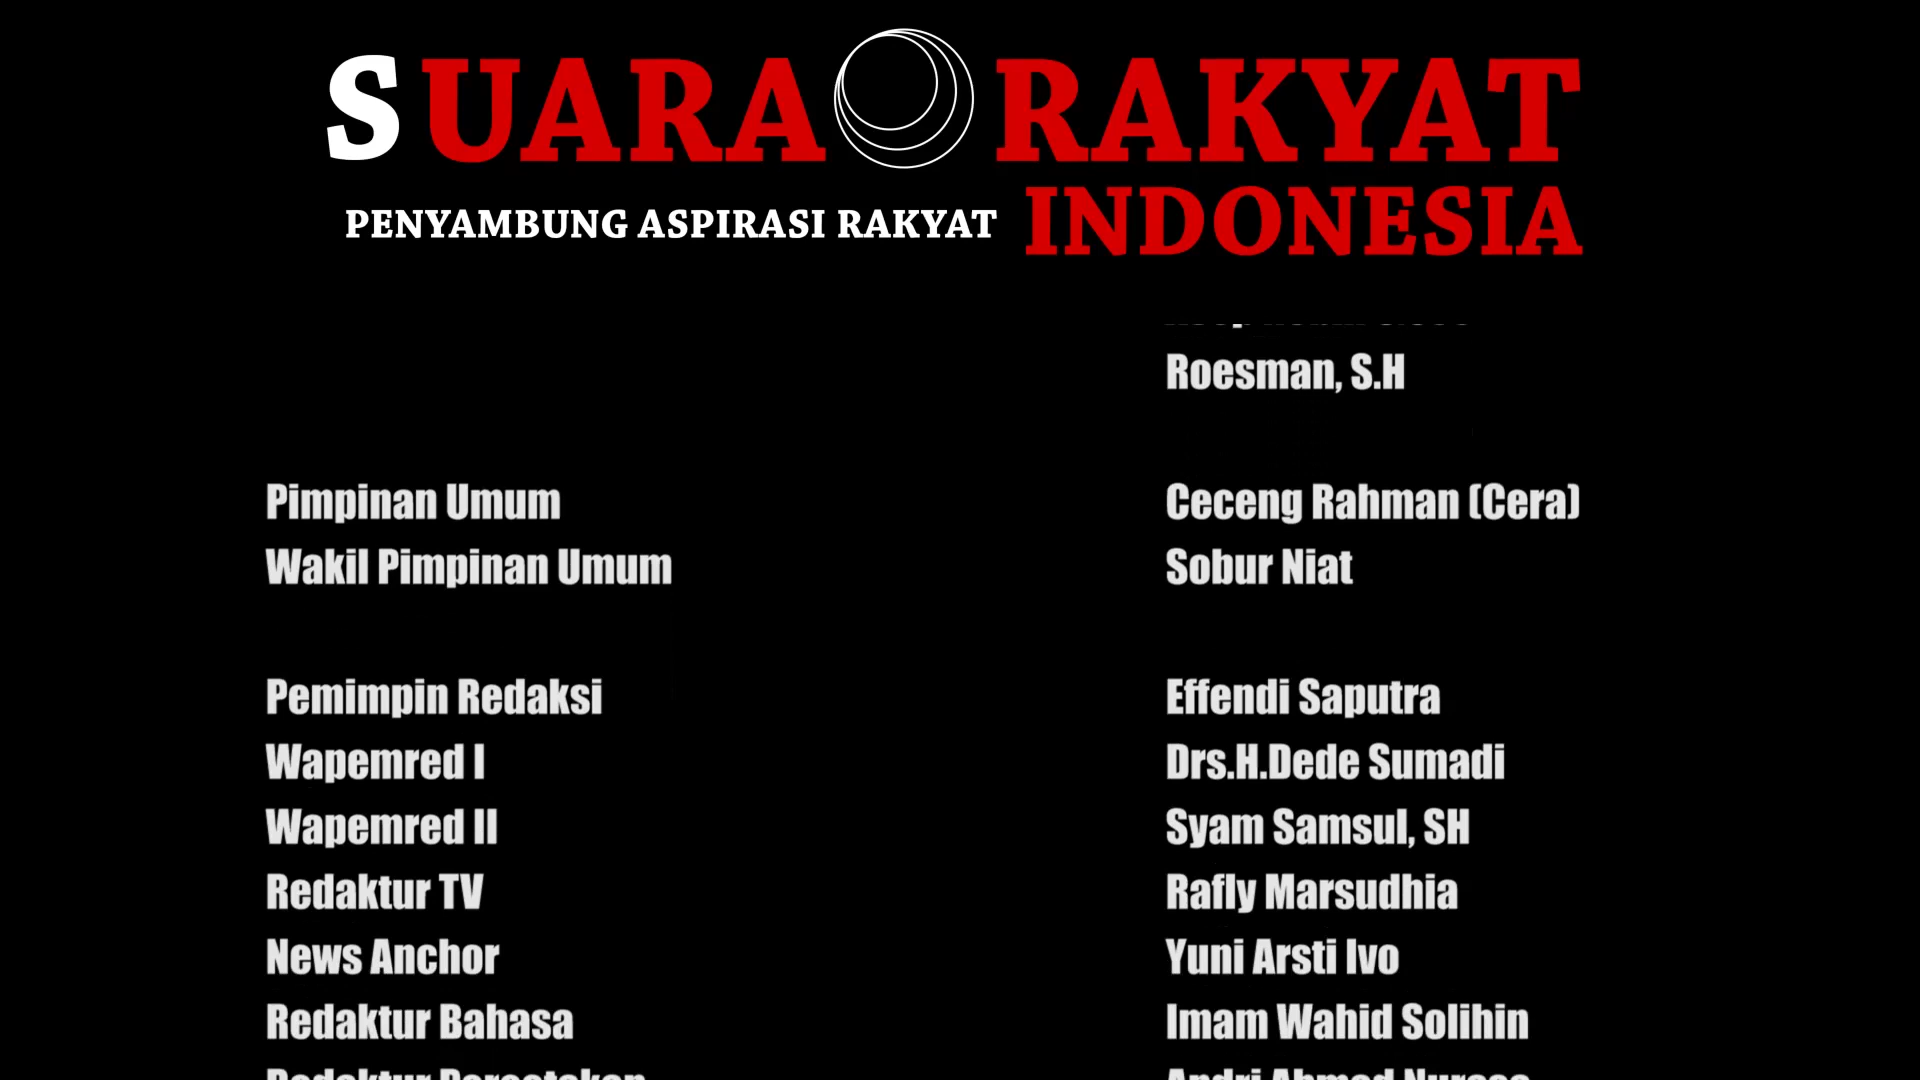 SUARA RAKYAT
PENYAMBUNG ASPIRASI RAKYAT INDONESIA
Roesman, S.H
Pimpinan Umum Ceceng Rahman (Cera)
Wakil Pimpinan Umum Sobur Niat
Pemimpin Redaksi Effendi Saputra
Wapemred I Drs.H.Dede Sumadi
Wapemred II Syam Samsul, SH
Redaktur TV Rafly Marsudhia
News Anchor Yuni Arsti Ivo
Redaktur Bahasa Imam Wahid Solihin
Redaktur